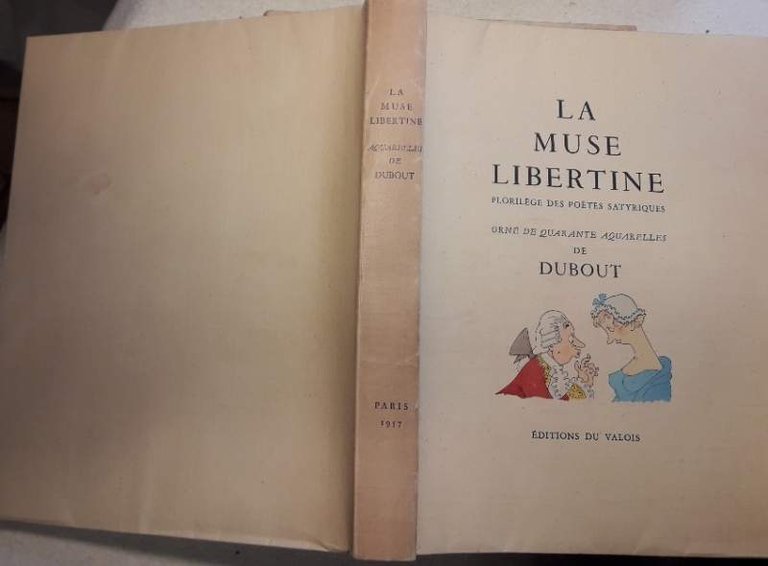 LA
MUSE
LIBERTINE
AQUARELLES
DE
DUBOUT
PARIS
1957
LA
MUSE
LIBERTINE
FLORILÈGE DES POÈTES SATYRIQUES
ORNÉ DE QUARANTE AQUARELLES
DE
DUBOUT
ÉDITIONS DU VALOIS